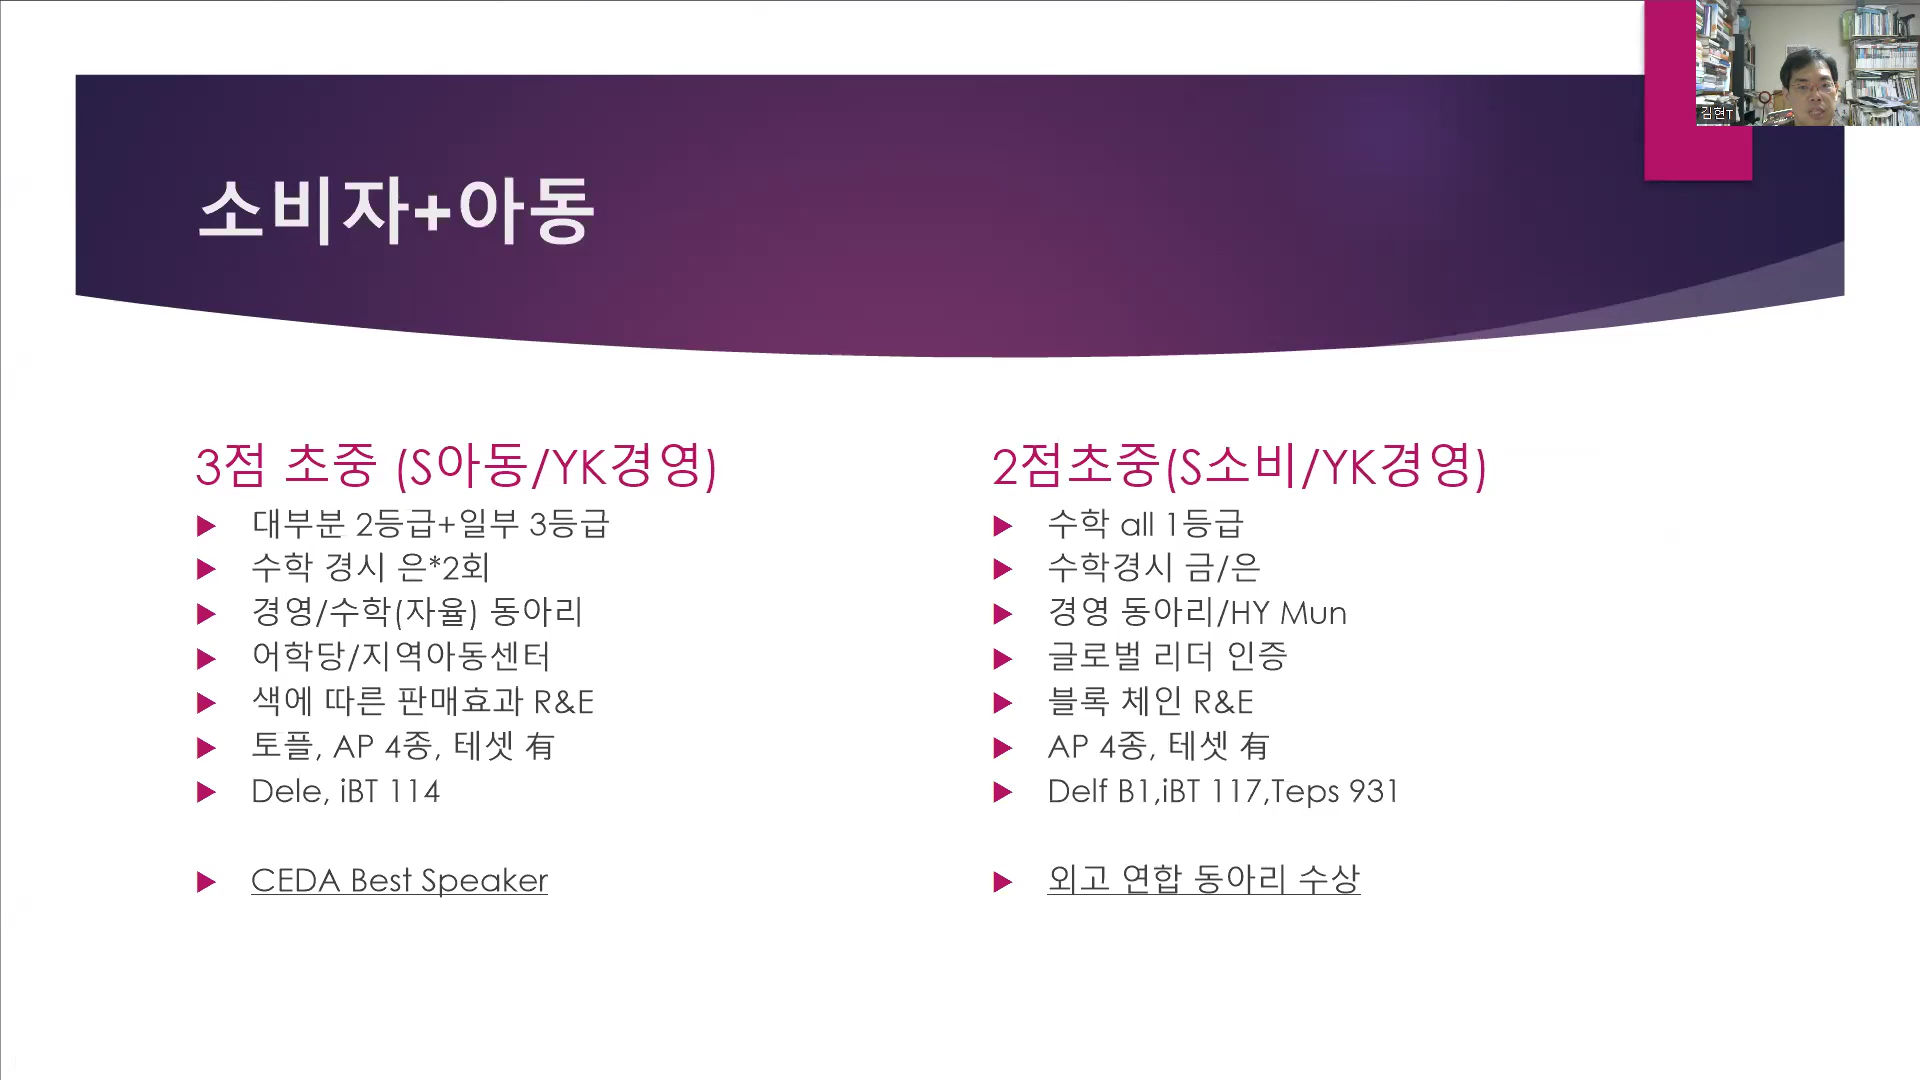 김현T
소비자+아동
3점 초중 (S아동/YK경영)
대부분 2등급+일부 3등급
수학 경시 은*2회
경영/수학(자율) 동아리
어학당/지역아동센터
색에 따른 판매효과 R&E
토플, AP 4종, 테셋 有
Dele, iBT 114
CEDA Best Speaker
2점초중(S소비/YK경영)
수학 all 1등급
수학경시 금/은
경영 동아리/HY Mun
글로벌 리더 인증
블록 체인 R&E
AP 4종, 테셋 有
Delf B1,iBT 117,Teps 931
외고 연합 동아리 수상